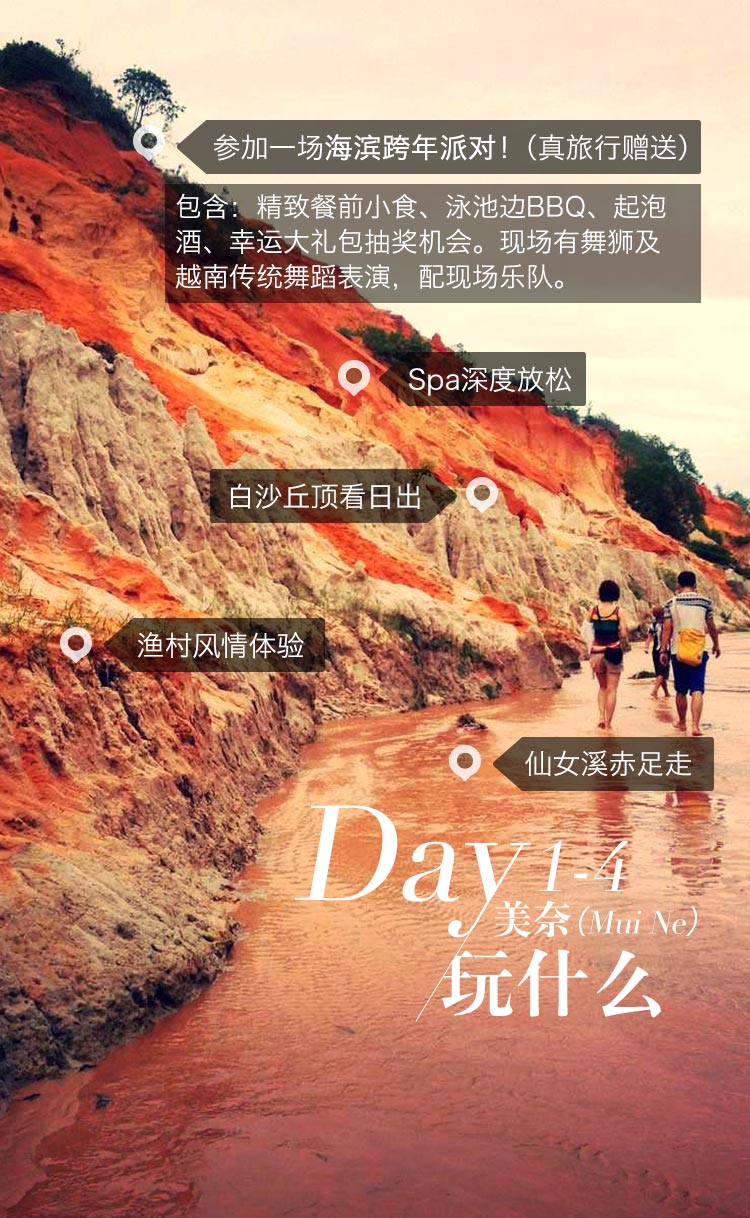 参加一场海滨跨年派对！（真旅行赠送）
包含：精致餐前小食、泳池边BBQ、起泡
酒、幸运大礼包抽奖机会。现场有舞狮及
越南传统舞蹈表演，配现场乐队。
Spa深度放松
白沙丘顶看日出
渔村风情体验
仙女溪赤足走
Day 1-4
美奈(Mui Ne)
玩什么